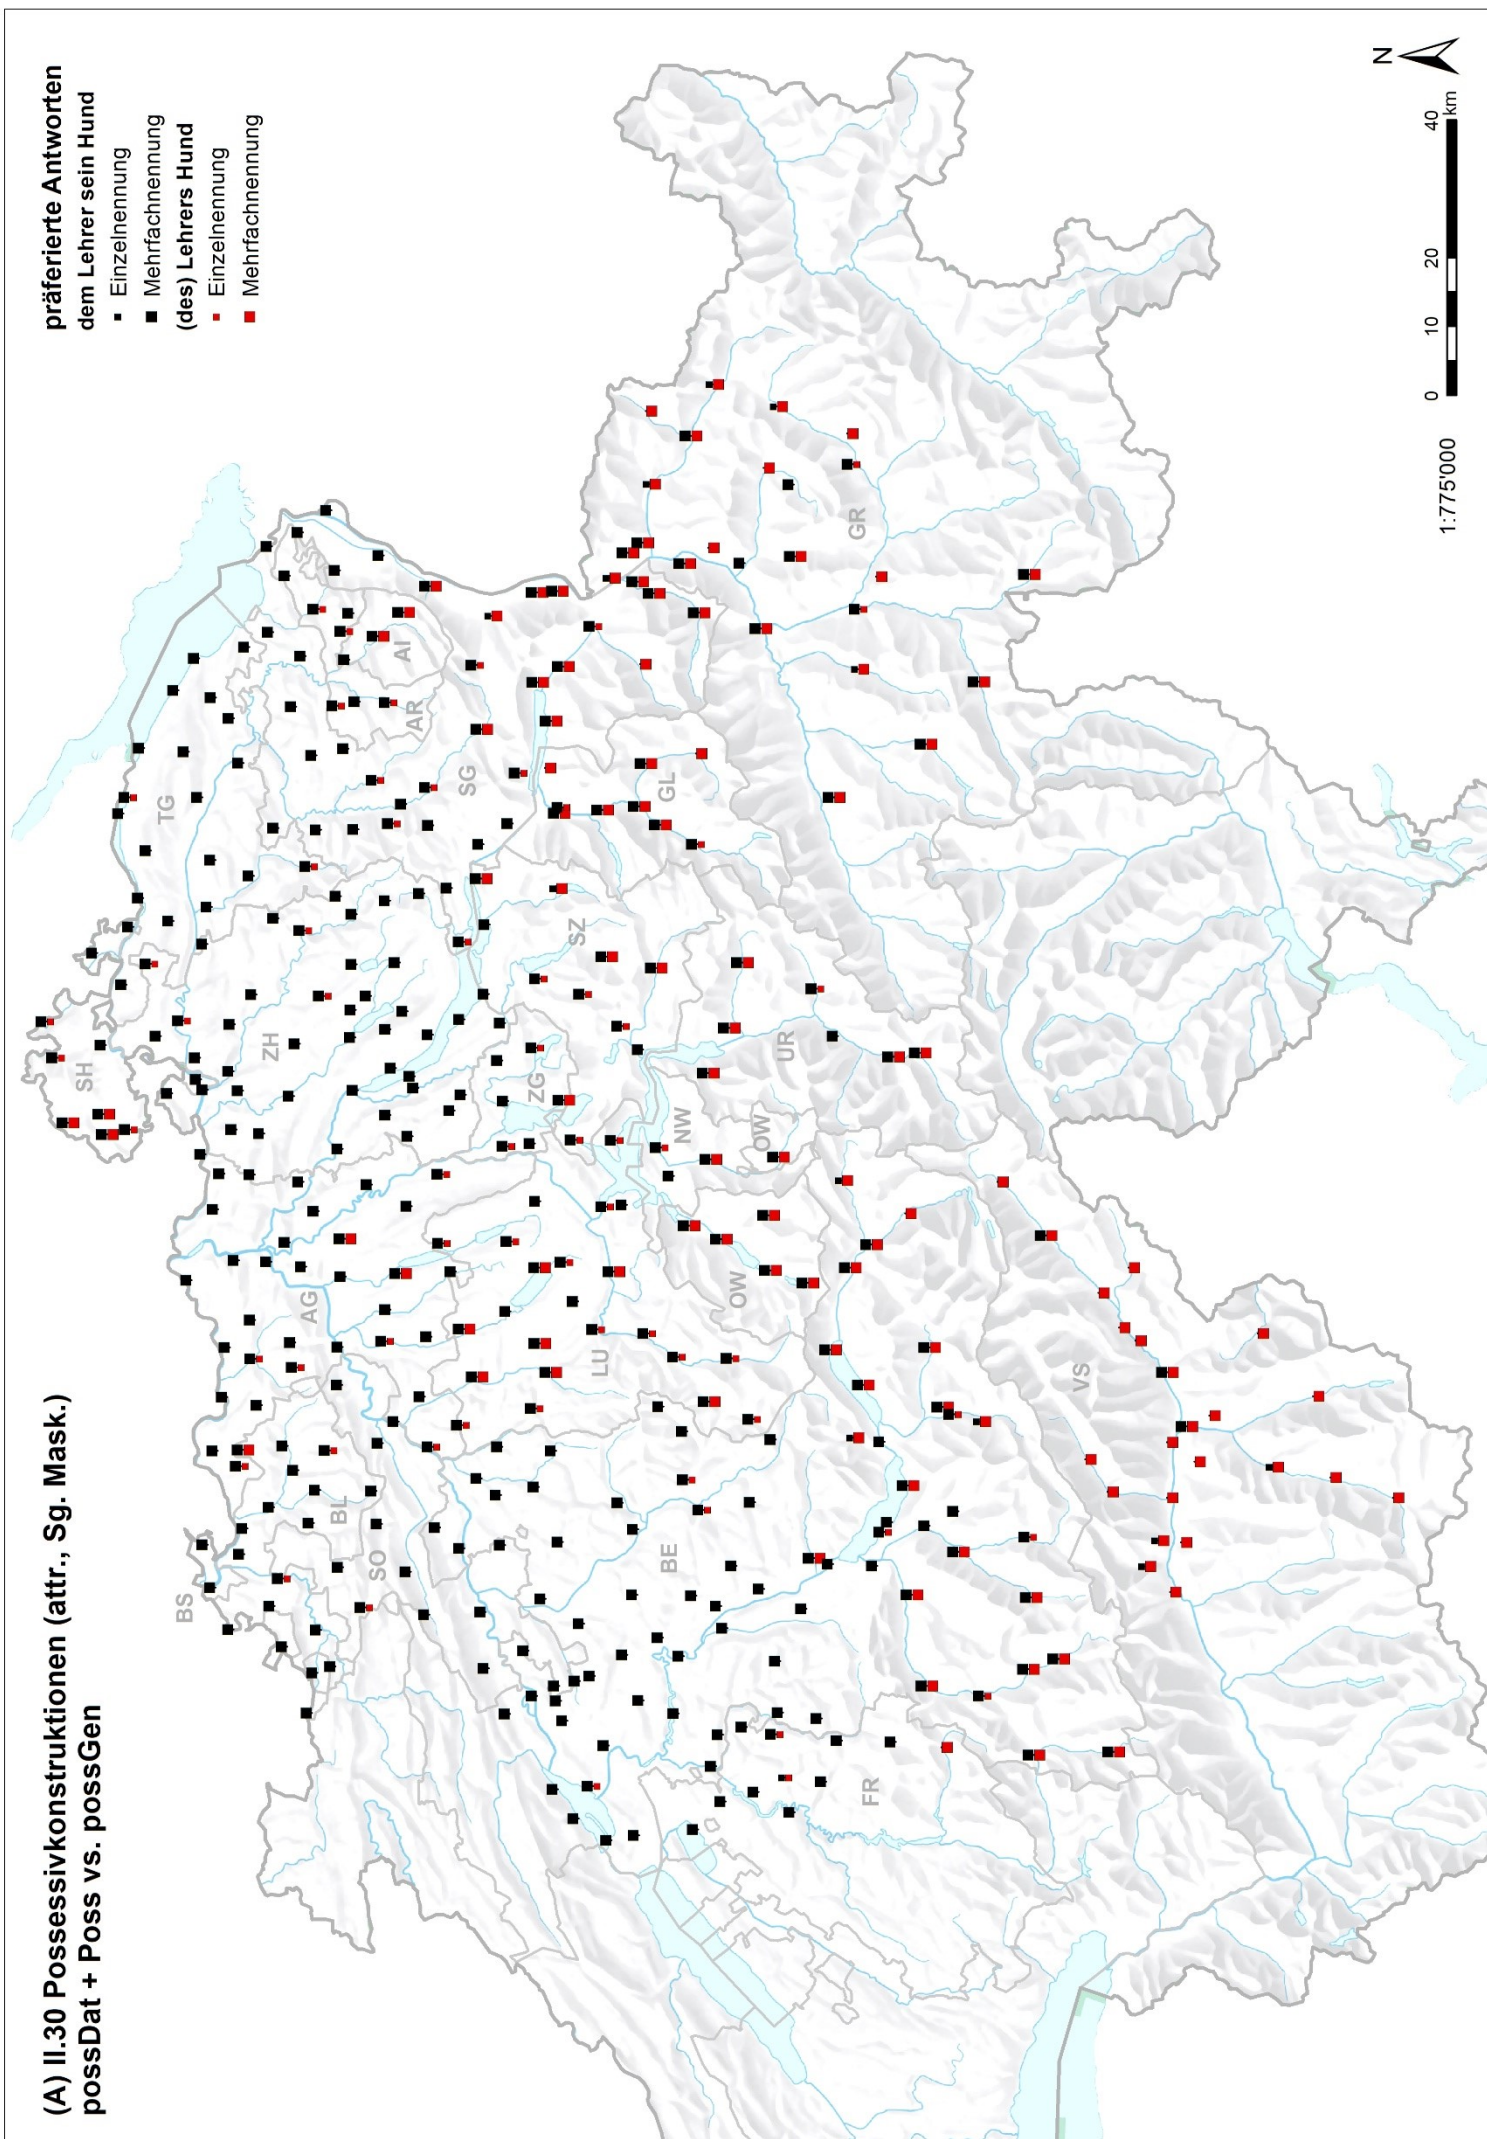 (A) II.30 Possessivkonstruktionen (attr., Sg. Mask.)
possDat + Poss vs. possGen
präferierte Antworten
dem Lehrer sein Hund
Einzelnennung
Mehrfachnennung
(des) Lehrers Hund
Einzelnennung
Mehrfachnennung
SH
BS
TG
BL
AG
ZH
SO
AR
AI
SG
ZG
LU
SZ
GL
BE
NW
OW
OW
UR
FR
GR
VS
N
1:775'000
0 10 20 40
km